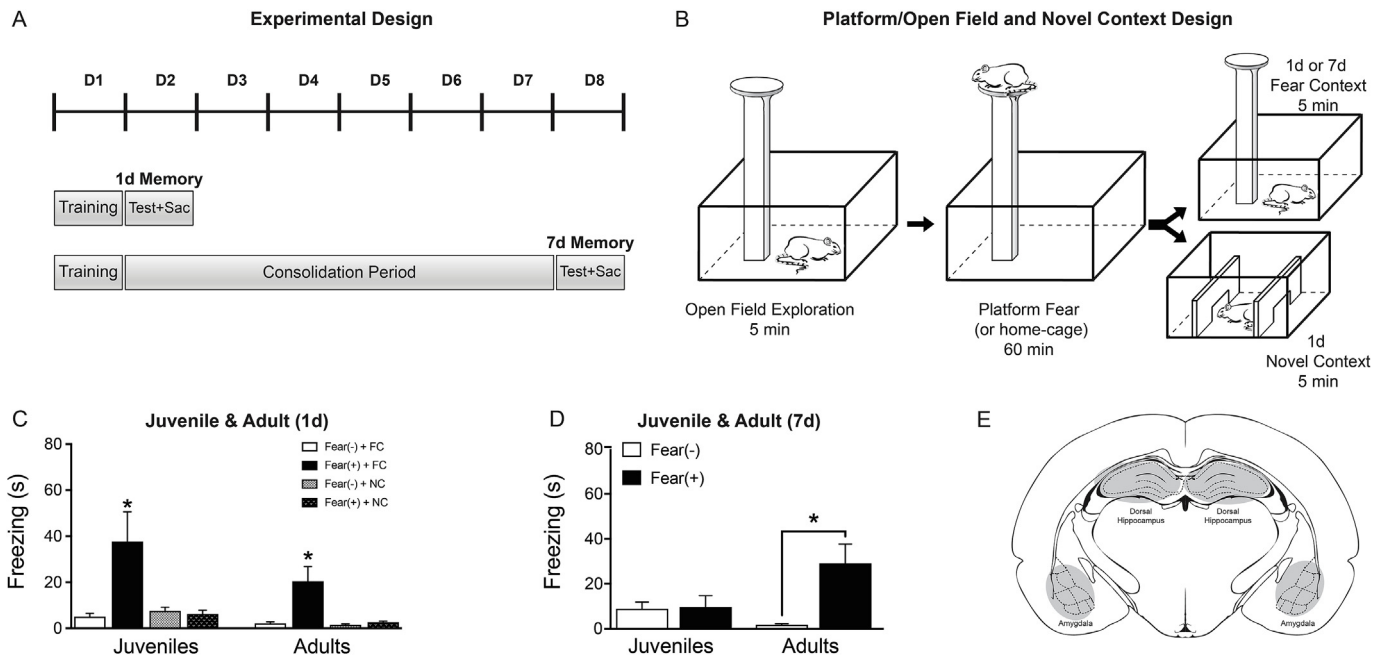 A
Experimental Design
D1 D2 D3 D4 D5 D6 D7 D8
1d Memory
Training Test+Sac
7d Memory
Training Consolidation Period Test+Sac
B
Platform/Open Field and Novel Context Design
Open Field Exploration
5 min
Platform Fear
(or home-cage)
60 min
1d or 7d
Fear Context
5 min
1d
Novel Context
5 min
C
Juvenile & Adult (1d)
Freezing (s)
80
60
40
20
0
Fear(-) + FC
Fear(+) + FC
Fear(-) + NC
Fear(+) + NC
*
*
Juveniles Adults
D
Juvenile & Adult (7d)
Freezing (s)
80
60
40
20
0
Fear(-)
Fear(+)
*
Juveniles Adults
E
Dorsal
Hippocampus
Dorsal
Hippocampus
Amygdala
Amygdala